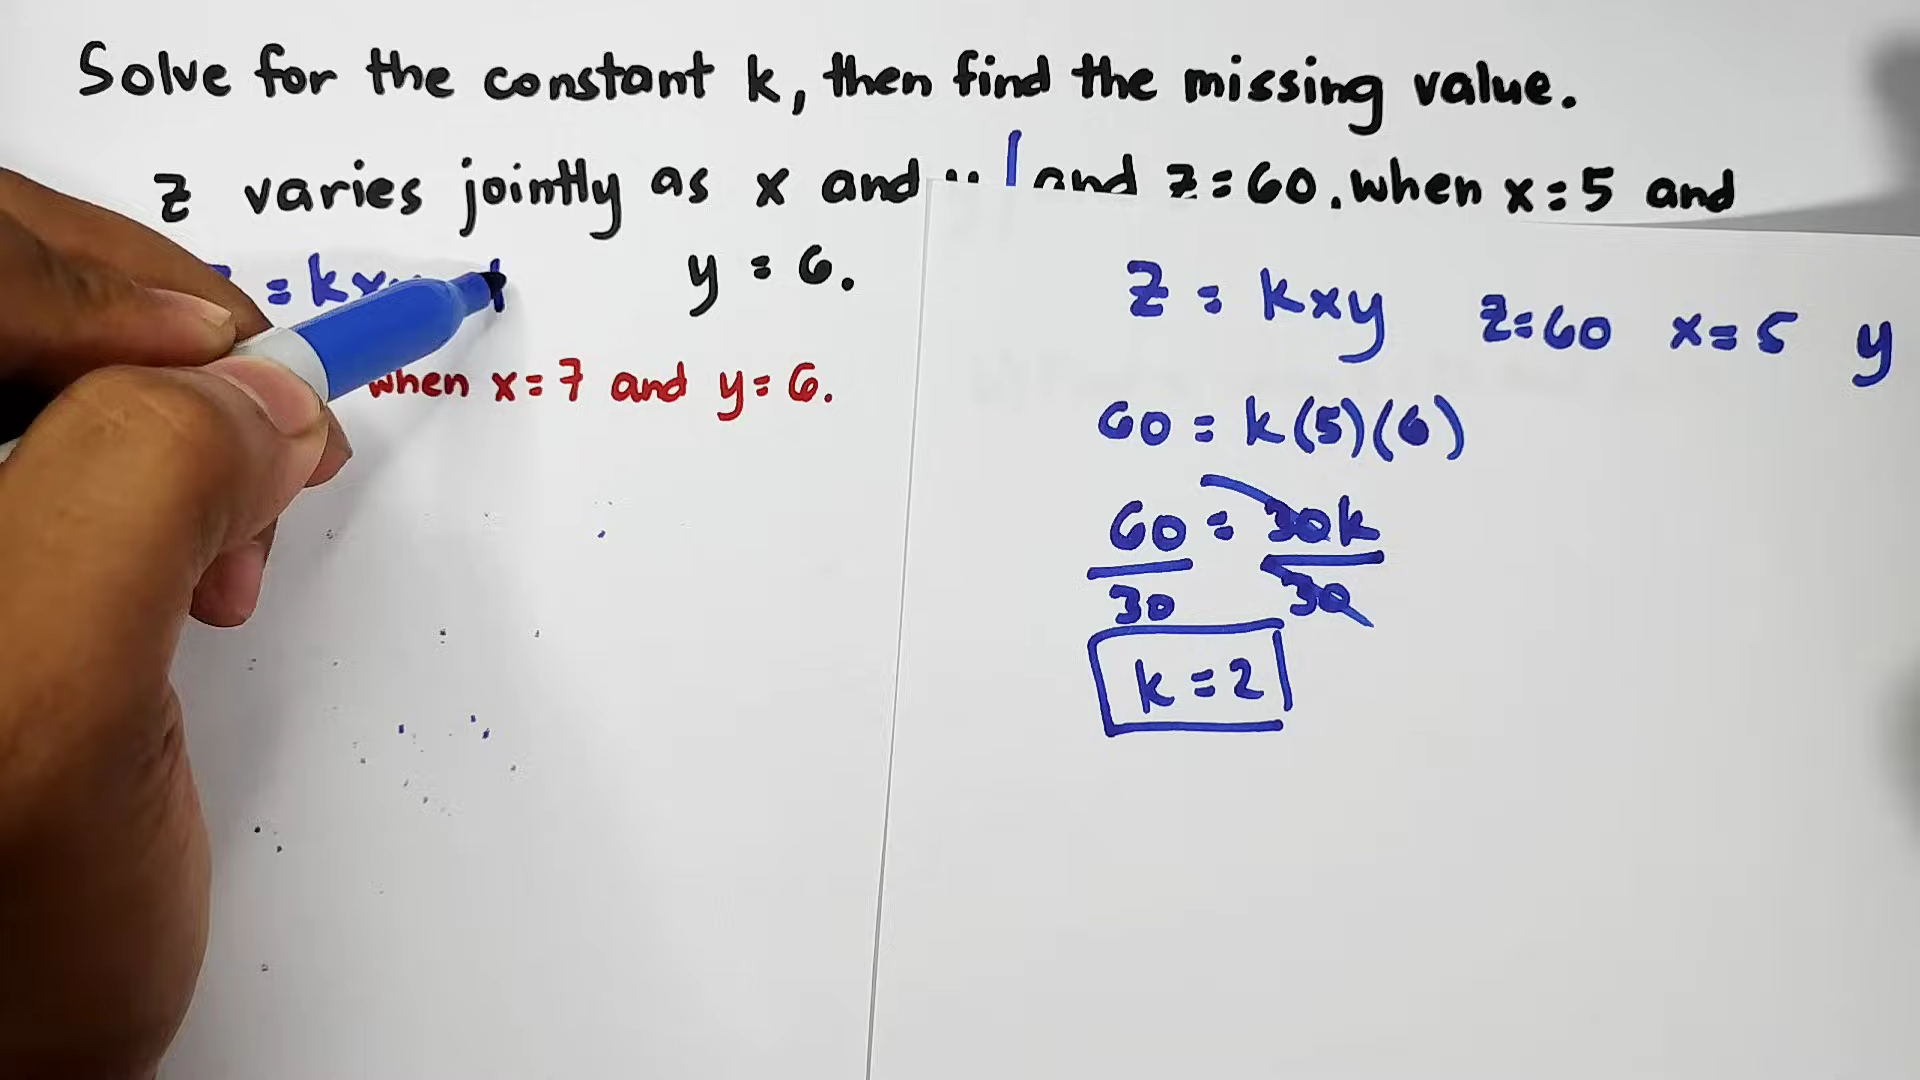 Solve for the constant k, then find the missing value.
z varies jointly as x and and z = 60. when x = 5 and
y = 6.
= kx
when x = 7 and y = 6.
z = kxy z = 60 x = 5 y
60 = k(5)(6)
60 = 30k
30 30
k = 2